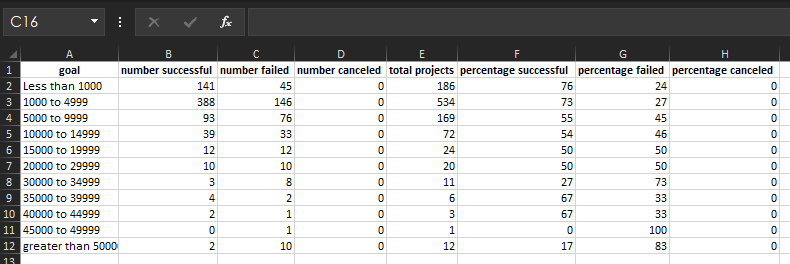 C16 fx
A B C D E F G H
1 goal number successful number failed number canceled total projects percentage successful percentage failed percentage canceled
2 Less than 1000 141 45 0 186 76 24 0
3 1000 to 4999 388 146 0 534 73 27 0
4 5000 to 9999 93 76 0 169 55 45 0
5 10000 to 14999 39 33 0 72 54 46 0
6 15000 to 19999 12 12 0 24 50 50 0
7 20000 to 29999 10 10 0 20 50 50 0
8 30000 to 34999 3 8 0 11 27 73 0
9 35000 to 39999 4 2 0 6 67 33 0
10 40000 to 44999 2 1 0 3 67 33 0
11 45000 to 49999 0 1 0 1 0 100 0
12 greater than 5000 2 10 0 12 17 83 0
13